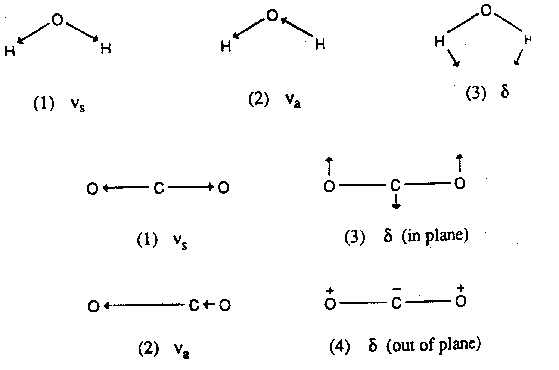 O O O
H H H H H H
(1) νs (2) νa (3) δ
O C O O C O
(1) νs (3) δ (in plane)
+ − +
O C O O C O
(2) νa (4) δ (out of plane)